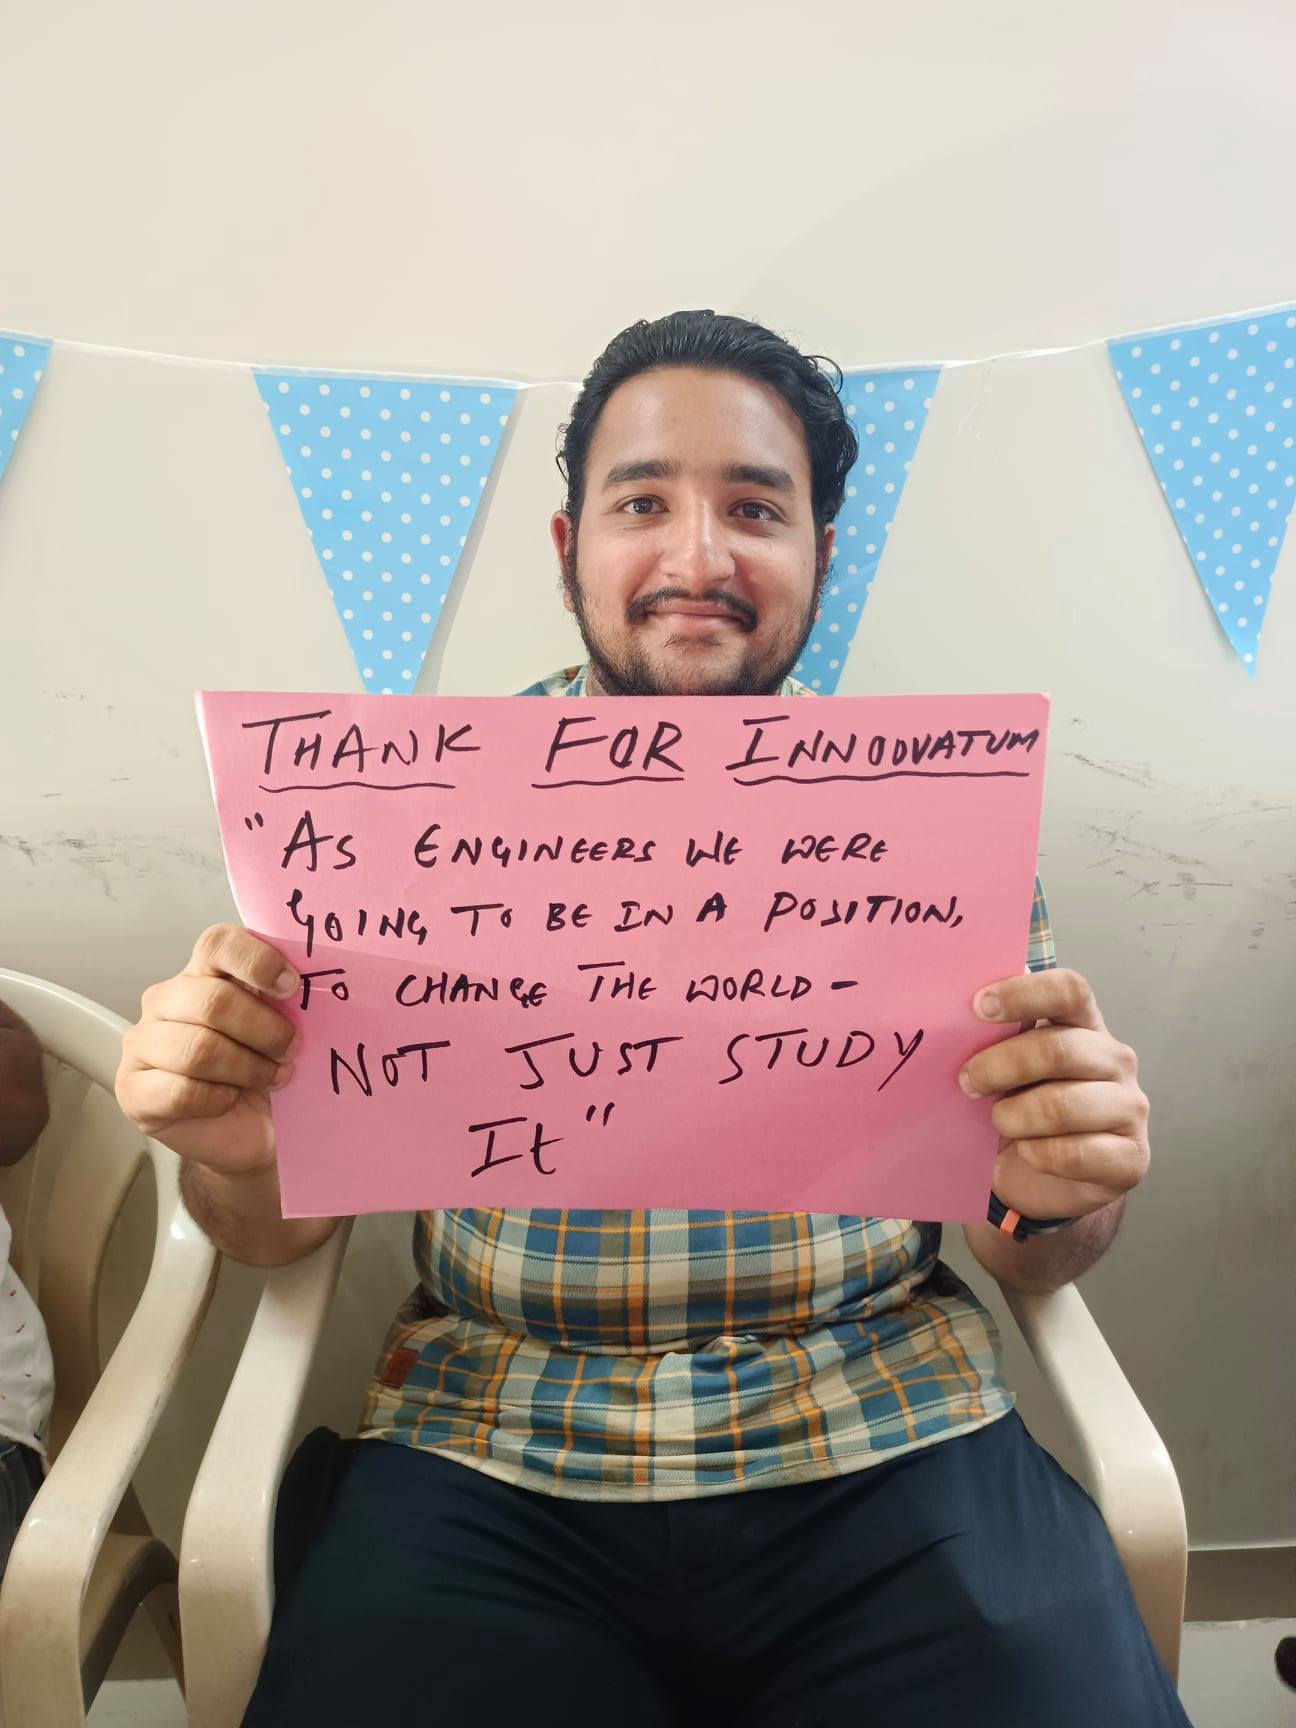 THANK FOR INNOOVATUM
"AS ENGINEERS WE WERE
GOING TO BE IN A POSITION,
TO CHANGE THE WORLD -
NOT JUST STUDY
It"